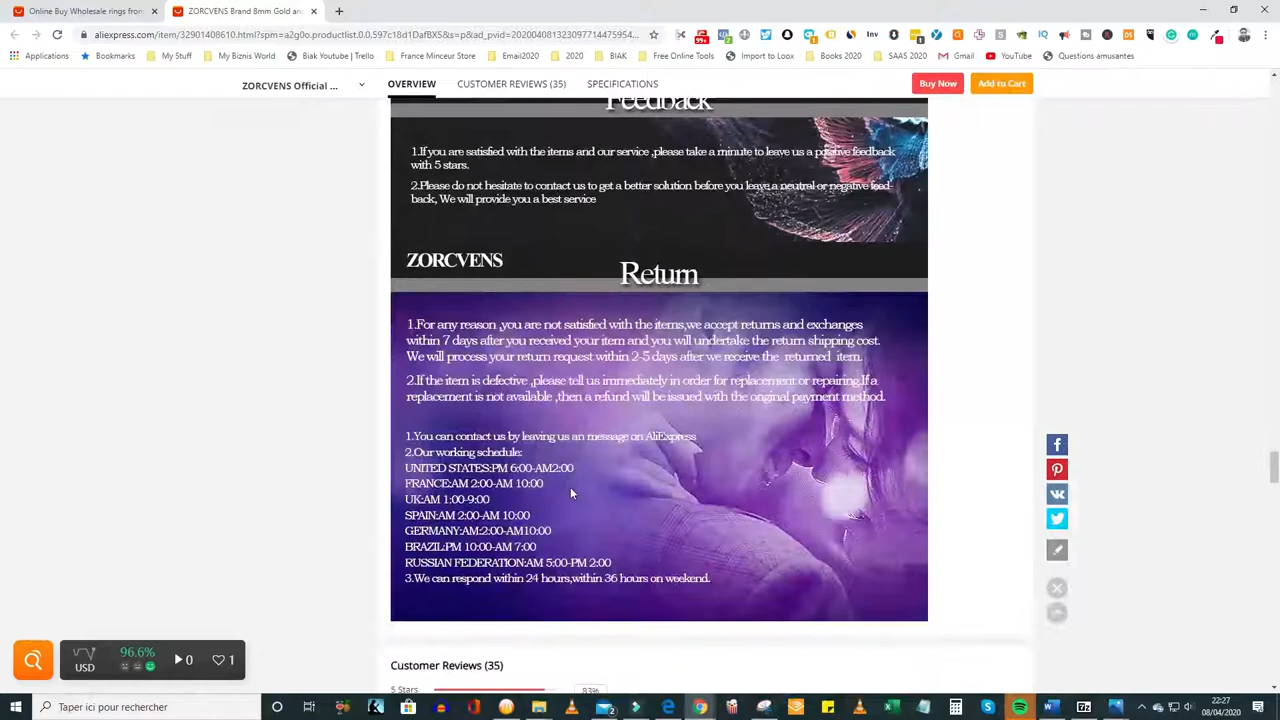 Online Buy Wholesale rings fron
ZORCVENS Brand 8mm Gold an
aliexpress.com/item/32901408610.html?spm=a2g0o.productlist.0.0.597c18d1DafBXS&s=p&ad_pvid=202004081323097714475954...
Applications
Bookmarks
My Stuff
My Biznis World
Biak Youtube | Trello
France Minceur Store
Email2020
2020
BIAK
Free Online Tools
Import to Loox
Books 2020
SAAS 2020
Gmail
YouTube
Questions amusantes
ZORCVENS Official ...
OVERVIEW
CUSTOMER REVIEWS (35)
SPECIFICATIONS
Buy Now
Add to Cart
Feedback
1.If you are satisfied with the items and our service ,please take a minute to leave us a positive feedback
with 5 stars.
2.Please do not hesitate to contact us to get a better solution before you leave a neutral or negative feed-
back, We will provide you a best service
ZORCVENS
Return
1.For any reason ,you are not satisfied with the items,we accept returns and exchanges
within 7 days after you received your item and you will undertake the return shipping cost.
We will process your return request within 2-5 days after we receive the returned item.
2.If the item is defective ,please tell us immediately in order for replacement or repairing.If a
replacement is not available ,then a refund will be issued with the original payment method.
1.You can contact us by leaving us an message on AliExpress
2.Our working schedule:
UNITED STATES:PM 6:00-AM2:00
FRANCE:AM 2:00-AM 10:00
UK:AM 1:00-9:00
SPAIN:AM 2:00-AM 10:00
GERMANY:AM:2:00-AM10:00
BRAZIL:PM 10:00-AM 7:00
RUSSIAN FEDERATION:AM 5:00-PM 2:00
3.We can respond within 24 hours,within 36 hours on weekend.
USD
96.6%
0
1
Customer Reviews (35)
5 Stars
83%
Taper ici pour rechercher
22:27
08/04/2020